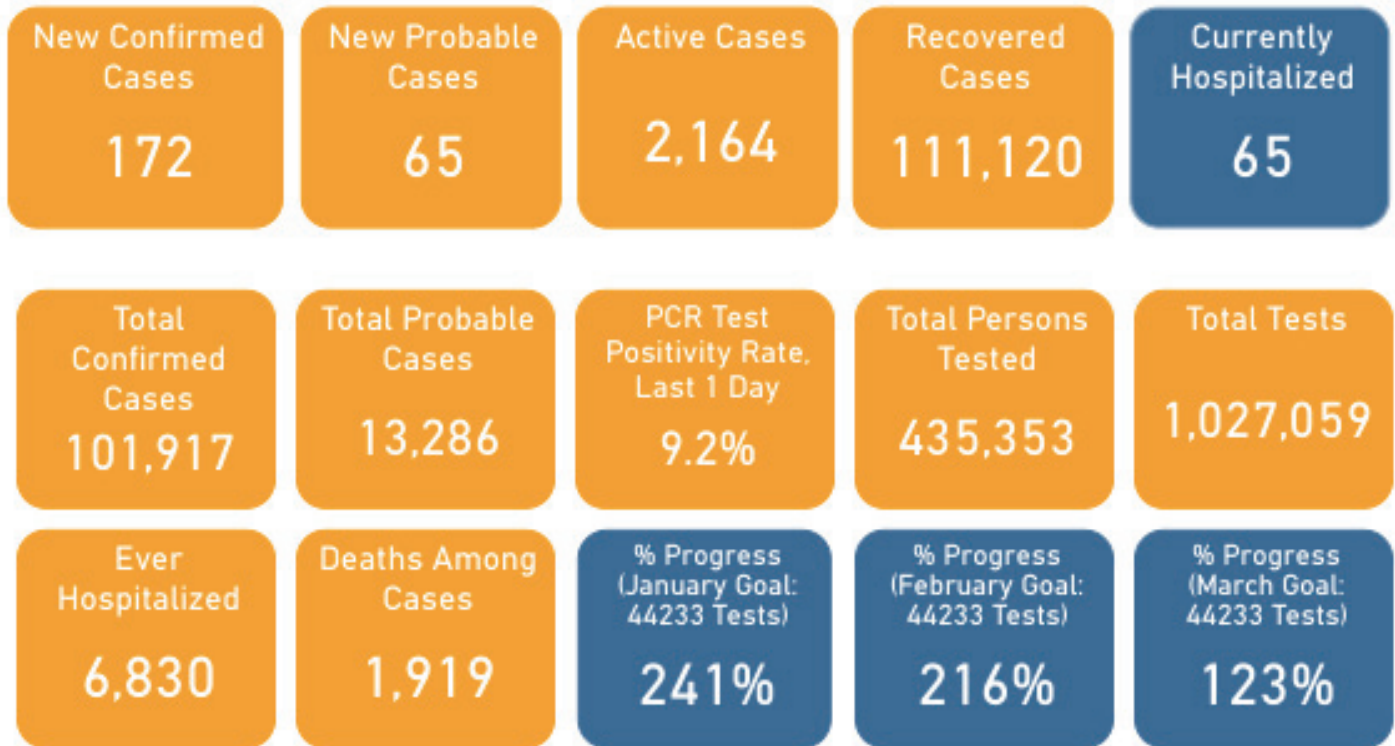 New Confirmed
Cases
172
New Probable
Cases
65
Active Cases
2,164
Recovered
Cases
111,120
Currently
Hospitalized
65
Total
Confirmed
Cases
101,917
Total Probable
Cases
13,286
PCR Test
Positivity Rate,
Last 1 Day
9.2%
Total Persons
Tested
435,353
Total Tests
1,027,059
Ever
Hospitalized
6,830
Deaths Among
Cases
1,919
% Progress
(January Goal:
44233 Tests)
241%
% Progress
(February Goal:
44233 Tests)
216%
% Progress
(March Goal:
44233 Tests)
123%